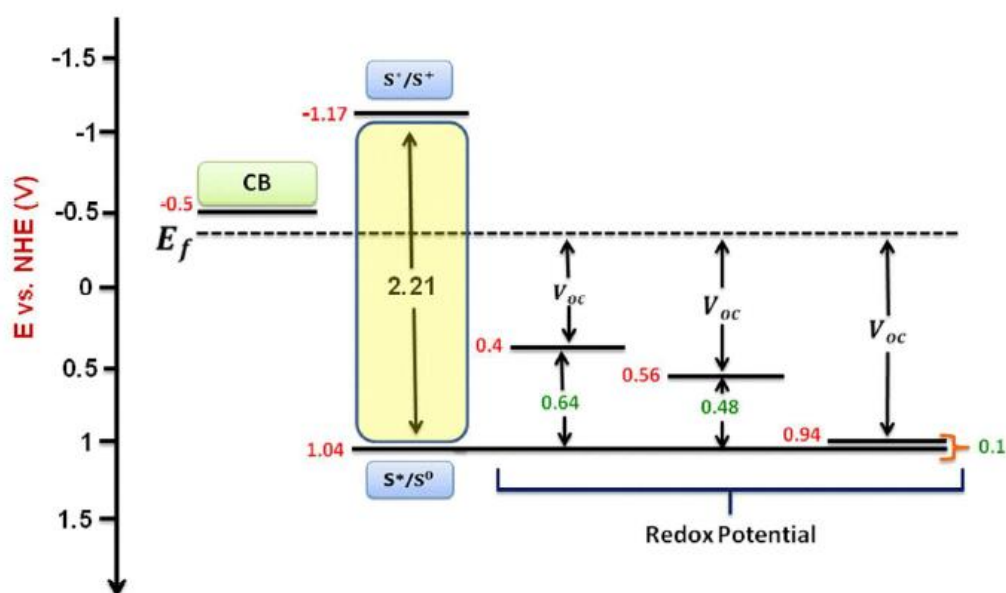 E vs. NHE (V)
-1.5
-1
-0.5
0
0.5
1
1.5
S*/S⁺
-1.17
CB
-0.5
E_f
2.21
V_oc
V_oc
V_oc
0.4
0.56
0.64
0.48
0.94
0.1
1.04
S*/S⁰
Redox Potential